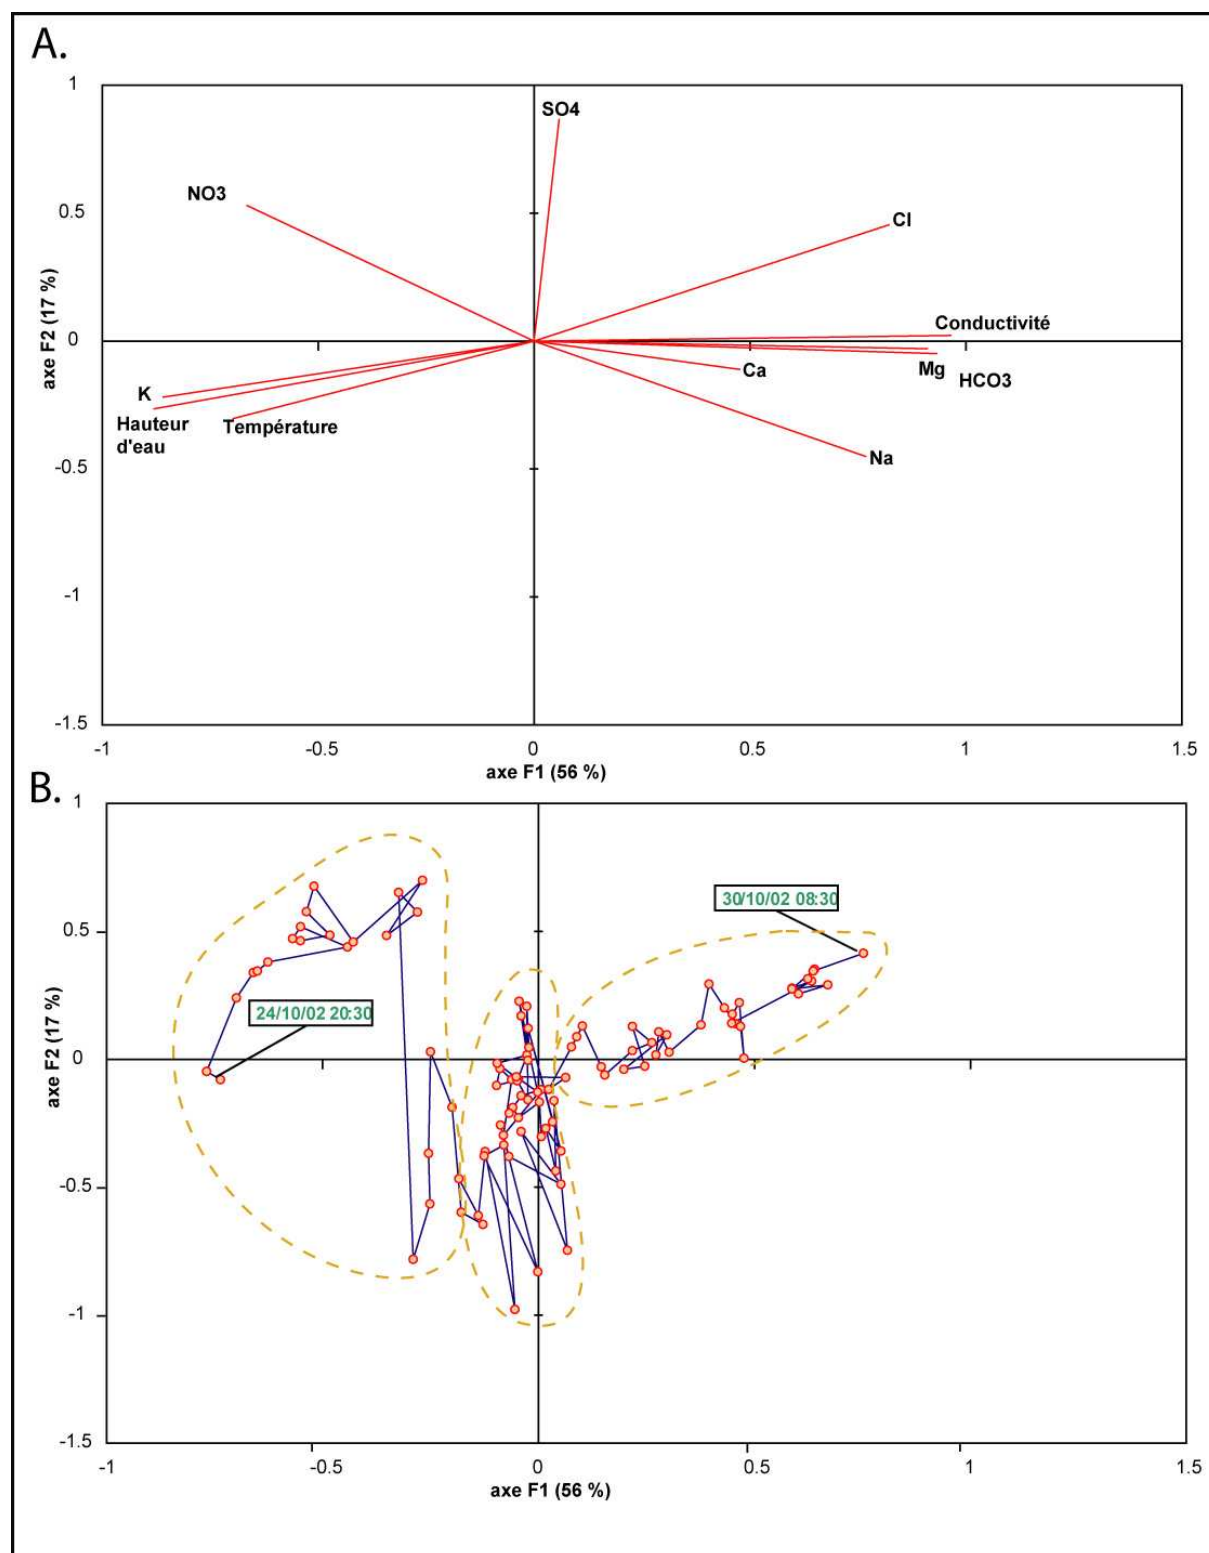 A.
1
SO4
NO3
0.5
Cl
axe F2 (17 %)
Conductivité
0
Ca
Mg
HCO3
K
Hauteur
d'eau
Température
Na
-0.5
-1
-1.5
-1
-0.5
0
0.5
1
1.5
axe F1 (56 %)
B.
1
30/10/02 08:30
0.5
24/10/02 20:30
axe F2 (17 %)
0
-0.5
-1
-1.5
-1
-0.5
0
0.5
1
1.5
axe F1 (56 %)